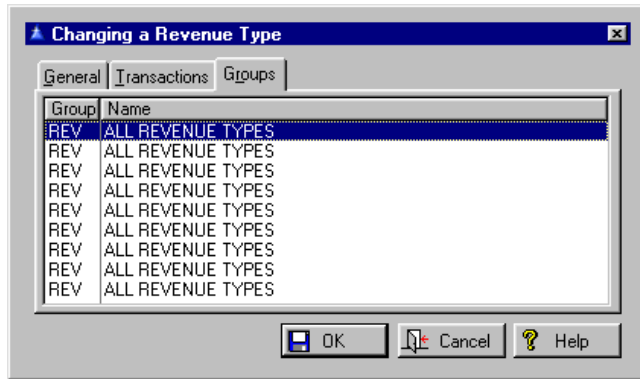 Changing a Revenue Type
General Transactions Groups
Group Name
REV ALL REVENUE TYPES
REV ALL REVENUE TYPES
REV ALL REVENUE TYPES
REV ALL REVENUE TYPES
REV ALL REVENUE TYPES
REV ALL REVENUE TYPES
REV ALL REVENUE TYPES
REV ALL REVENUE TYPES
REV ALL REVENUE TYPES
OK Cancel Help